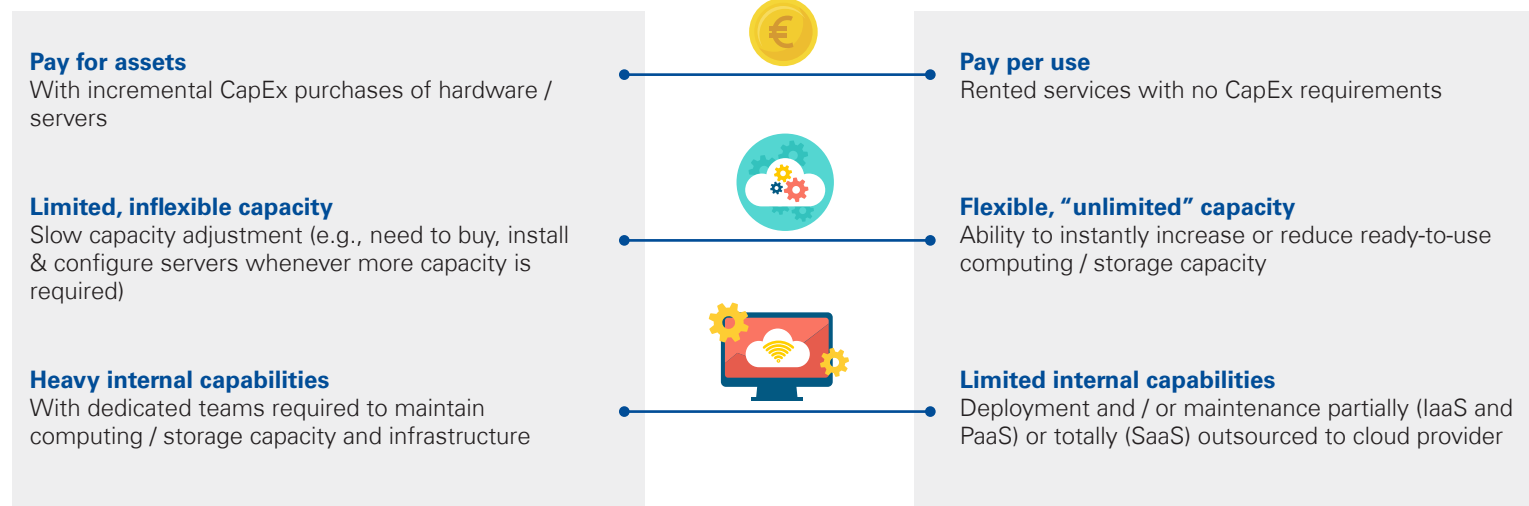 Pay for assets
With incremental CapEx purchases of hardware /
servers
Limited, inflexible capacity
Slow capacity adjustment (e.g., need to buy, install
& configure servers whenever more capacity is
required)
Heavy internal capabilities
With dedicated teams required to maintain
computing / storage capacity and infrastructure
€
Pay per use
Rented services with no CapEx requirements
Flexible, “unlimited” capacity
Ability to instantly increase or reduce ready-to-use
computing / storage capacity
Limited internal capabilities
Deployment and / or maintenance partially (IaaS and
PaaS) or totally (SaaS) outsourced to cloud provider